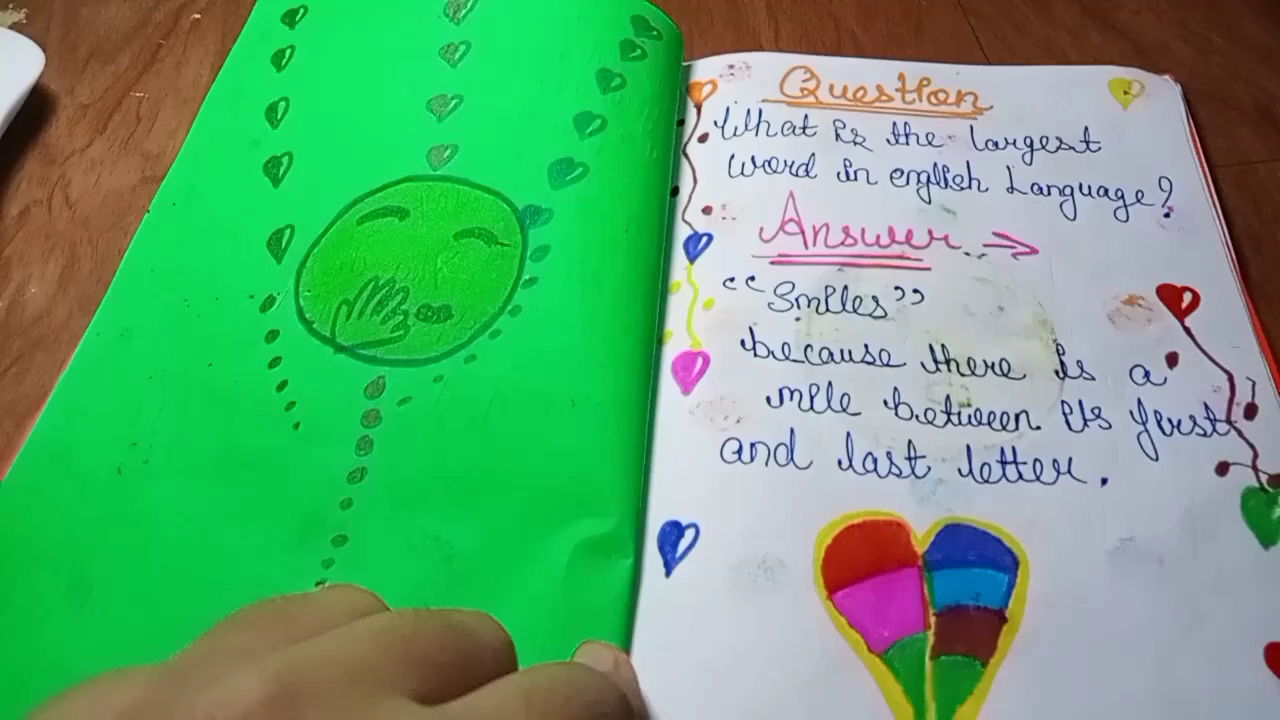 Question
What is the largest
word in english Language?
Answer →
"Smiles"
because there is a
mile between its first
and last letter.